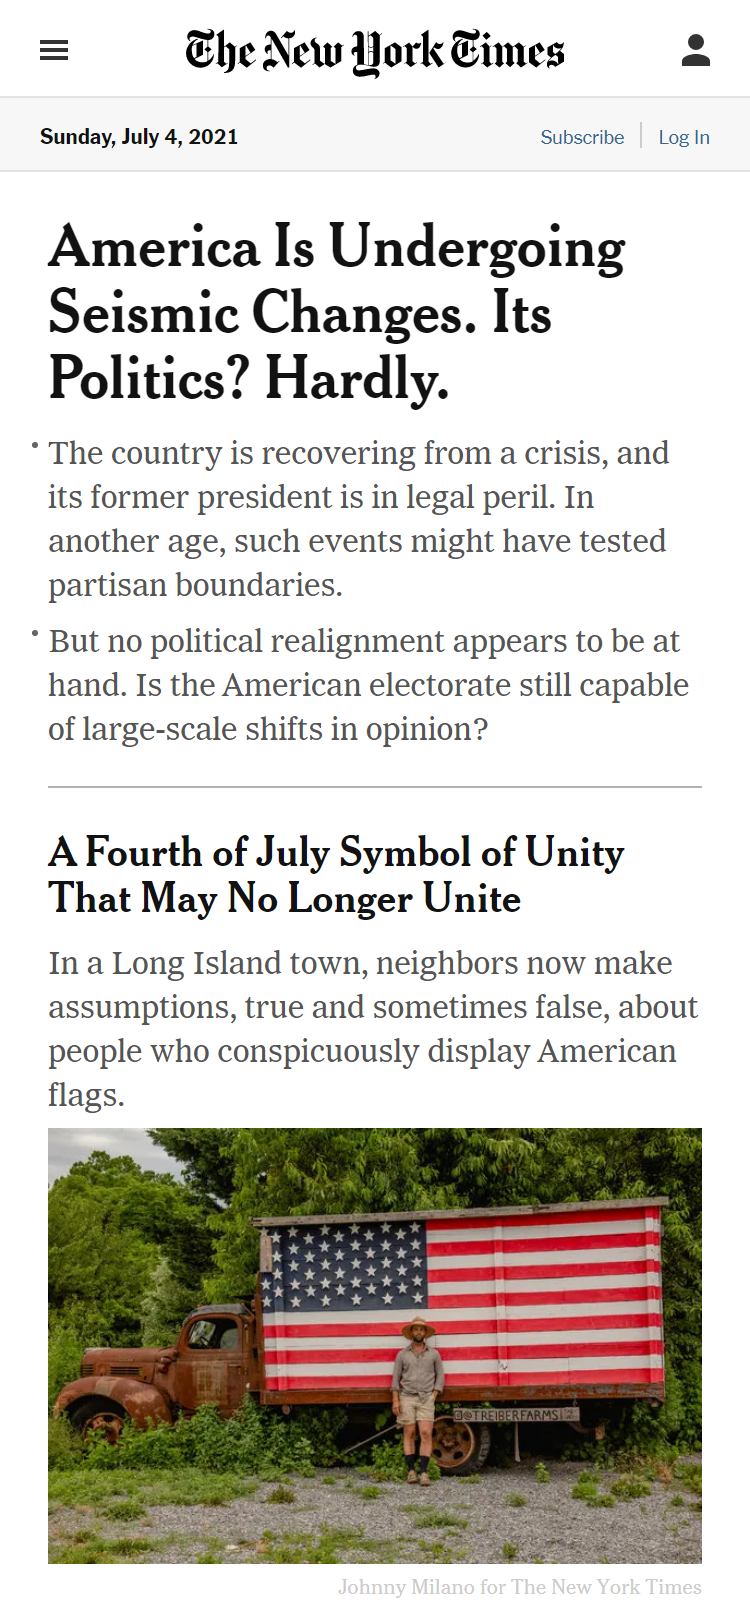 The New York Times
Sunday, July 4, 2021
Subscribe
Log In
America Is Undergoing
Seismic Changes. Its
Politics? Hardly.
The country is recovering from a crisis, and
its former president is in legal peril. In
another age, such events might have tested
partisan boundaries.
But no political realignment appears to be at
hand. Is the American electorate still capable
of large-scale shifts in opinion?
A Fourth of July Symbol of Unity
That May No Longer Unite
In a Long Island town, neighbors now make
assumptions, true and sometimes false, about
people who conspicuously display American
flags.
@TREIBERFARMS
Johnny Milano for The New York Times